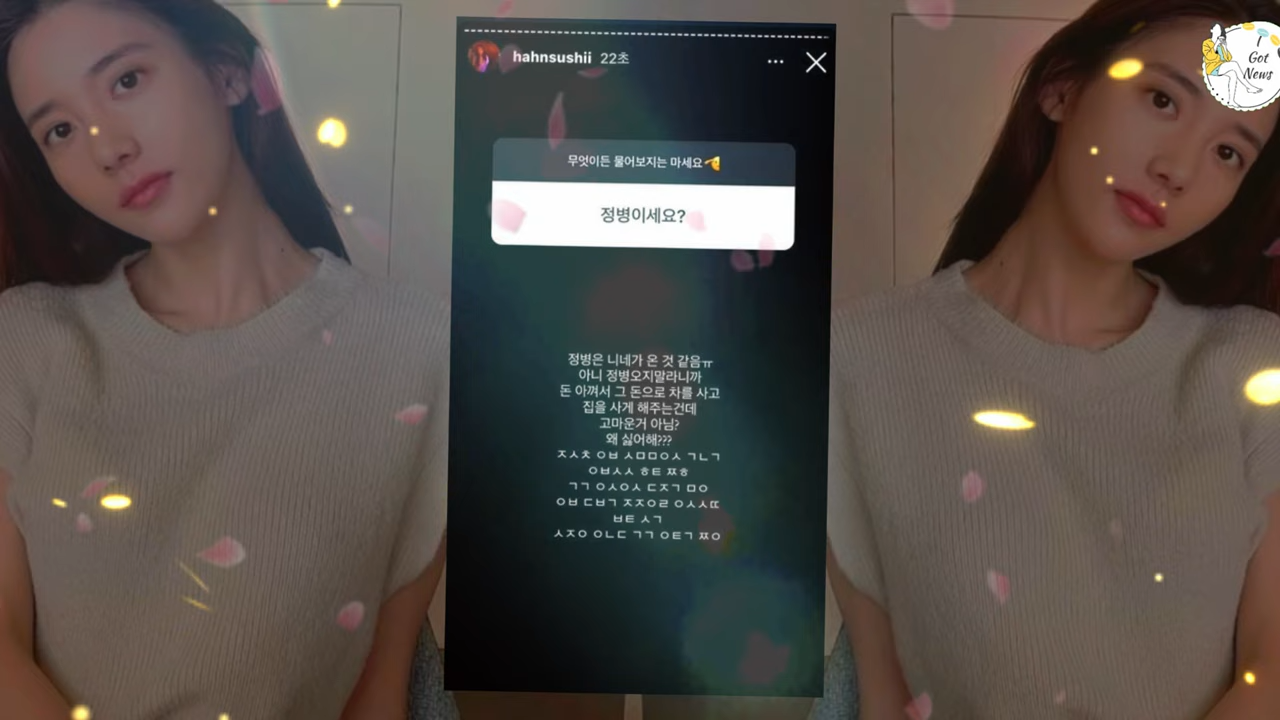 hahnsushii 22초
무엇이든 물어보지는 마세요🫡
정병이세요?
정병은 니네가 온 것 같음ㅠ
아니 정병오지말라니까
돈 아껴서 그 돈으로 차를 사고
집을 사게 해주는건데
고마운거 아님?
왜 싫어해???
ㅈㅅㅊ ㅇㅂ ㅅㅁㅁㅇㅅ ㄱㄴㄱ
ㅇㅂㅅㅅ ㅎㅌ ㅉㅎ
ㄱㄱ ㅇㅅㅇㅅ ㄷㅈㄱ ㅁㅇ
ㅇㅂ ㄷㅂㄱ ㅈㅈㅇㄹ ㅇㅅㅅㄸ
ㅂㅌ ㅅㄱ
ㅅㅈㅇ ㅇㄴㄷ ㄱㄱ ㅇㅌㄱ ㅉㅇ
I
Got
News